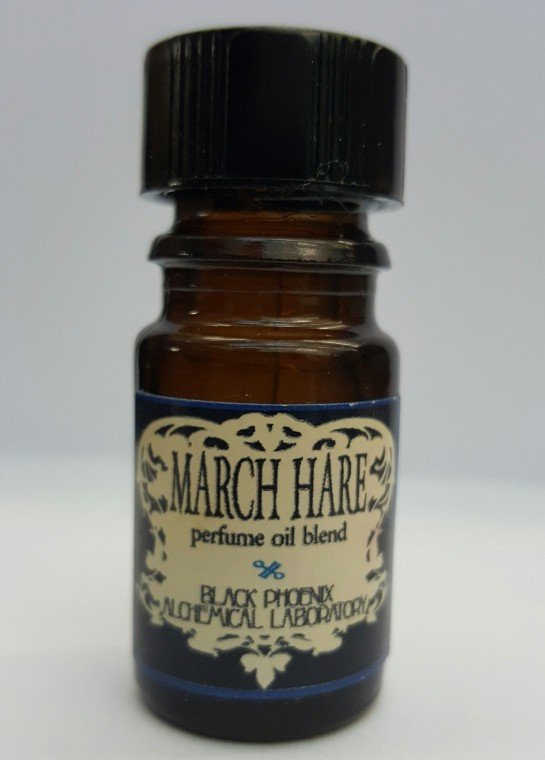 MARCH HARE
perfume oil blend
BLACK PHOENIX
ALCHEMICAL LABORATORY